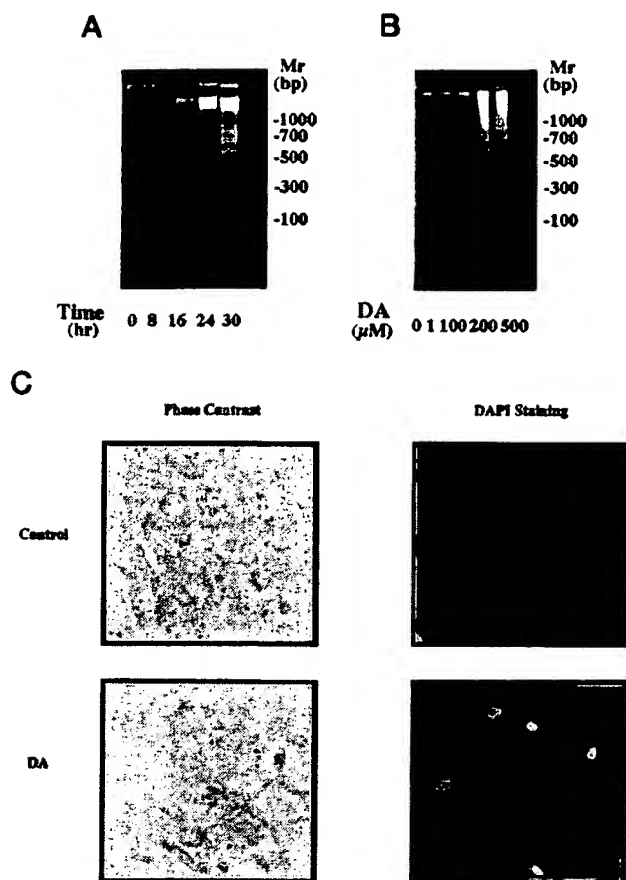 A
Mr
(bp)
-1000
-700
-500
-300
-100
Time
(hr)
0 8 16 24 30
B
Mr
(bp)
-1000
-700
-500
-300
-100
DA
(µM)
0 1 100 200 500
C
Phase Contrast
DAPI Staining
Control
DA